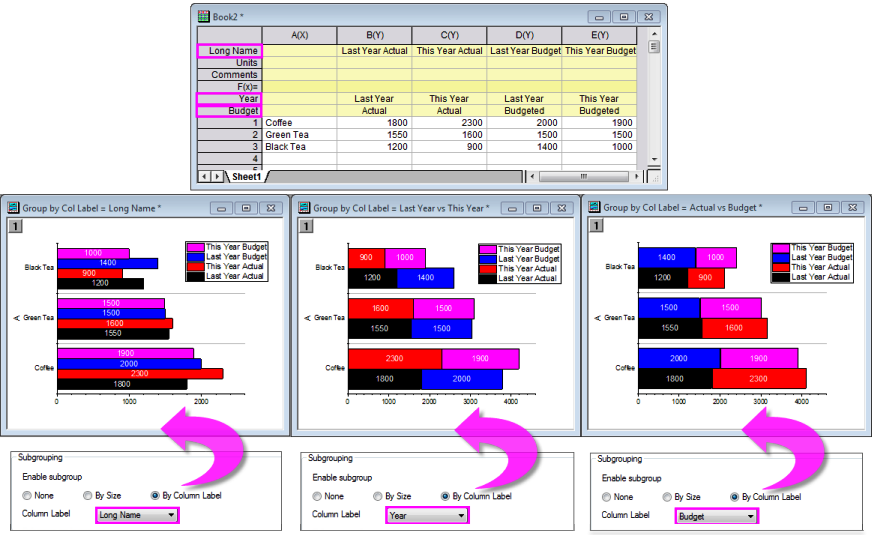 Book2 *
A(X) B(Y) C(Y) D(Y) E(Y)
Long Name Last Year Actual This Year Actual Last Year Budget This Year Budget
Units
Comments
F(x)=
Year Last Year This Year Last Year This Year
Budget Actual Actual Budgeted Budgeted
1 Coffee 1800 2300 2000 1900
2 Green Tea 1550 1600 1500 1500
3 Black Tea 1200 900 1400 1000
4
Sheet1
Group by Col Label = Long Name *
1
This Year Budget
Last Year Budget
This Year Actual
Last Year Actual
Black Tea
1000
1400
900
1200
A
Green Tea
1500
1500
1600
1550
Coffee
1900
2000
2300
1800
0 1000 2000
Group by Col Label = Last Year vs This Year *
1
This Year Budget
Last Year Budget
This Year Actual
Last Year Actual
Black Tea
900 1000
1200 1400
A
Green Tea
1600 1500
1550 1500
Coffee
2300 1900
1800 2000
0 1000 2000 3000 4000
Group by Col Label = Actual vs Budget *
1
This Year Budget
Last Year Budget
This Year Actual
Last Year Actual
Black Tea
1400 1000
1200 900
A
Green Tea
1500 1500
1550 1600
Coffee
2000 1900
1800 2300
0 1000 2000 3000 4000
Subgrouping
Enable subgroup
None By Size By Column Label
Column Label Long Name
Subgrouping
Enable subgroup
None By Size By Column Label
Column Label Year
Subgrouping
Enable subgroup
None By Size By Column Label
Column Label Budget